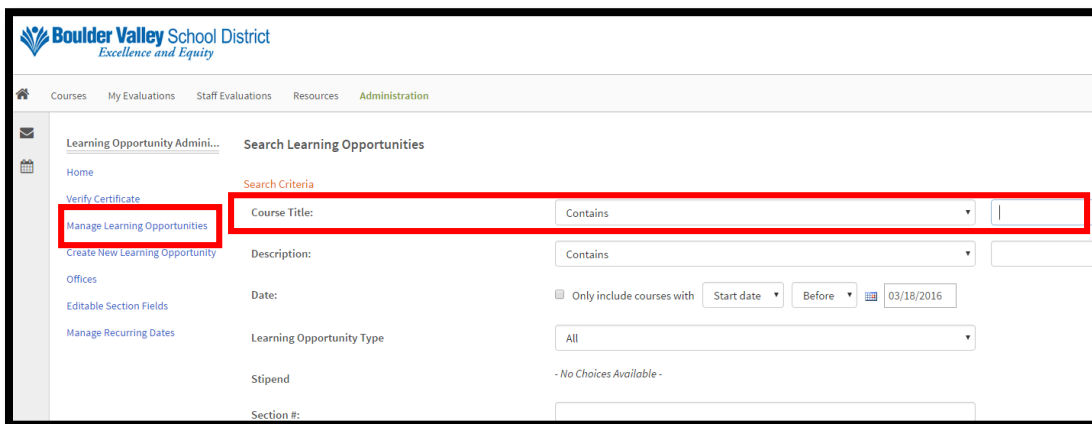 Boulder Valley School District
Excellence and Equity
Courses My Evaluations Staff Evaluations Resources Administration
Learning Opportunity Admini...
Home
Verify Certificate
Manage Learning Opportunities
Create New Learning Opportunity
Offices
Editable Section Fields
Manage Recurring Dates
Search Learning Opportunities
Search Criteria
Course Title: Contains
Description: Contains
Date: Only include courses with Start date Before 03/18/2016
Learning Opportunity Type All
Stipend - No Choices Available -
Section #: